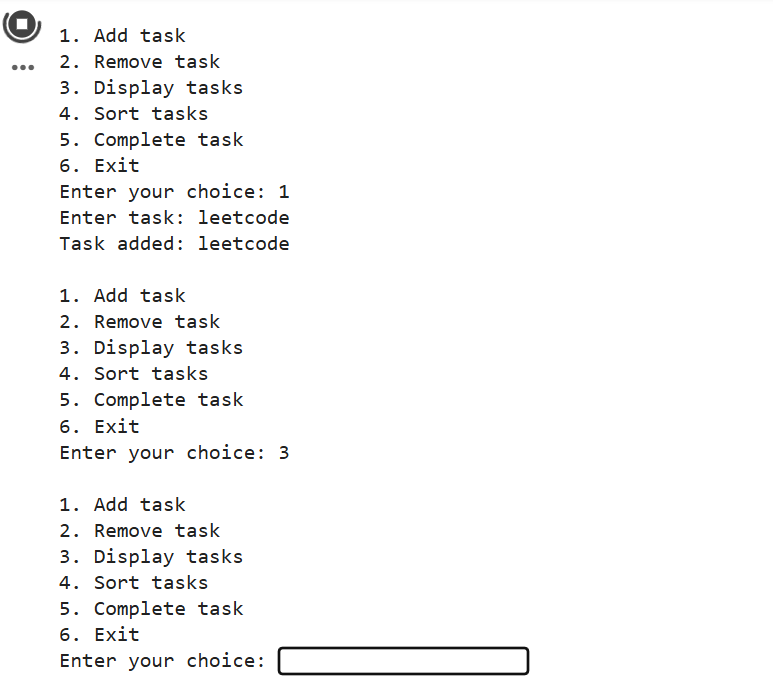 1. Add task
2. Remove task
3. Display tasks
4. Sort tasks
5. Complete task
6. Exit
Enter your choice: 1
Enter task: leetcode
Task added: leetcode

1. Add task
2. Remove task
3. Display tasks
4. Sort tasks
5. Complete task
6. Exit
Enter your choice: 3

1. Add task
2. Remove task
3. Display tasks
4. Sort tasks
5. Complete task
6. Exit
Enter your choice: